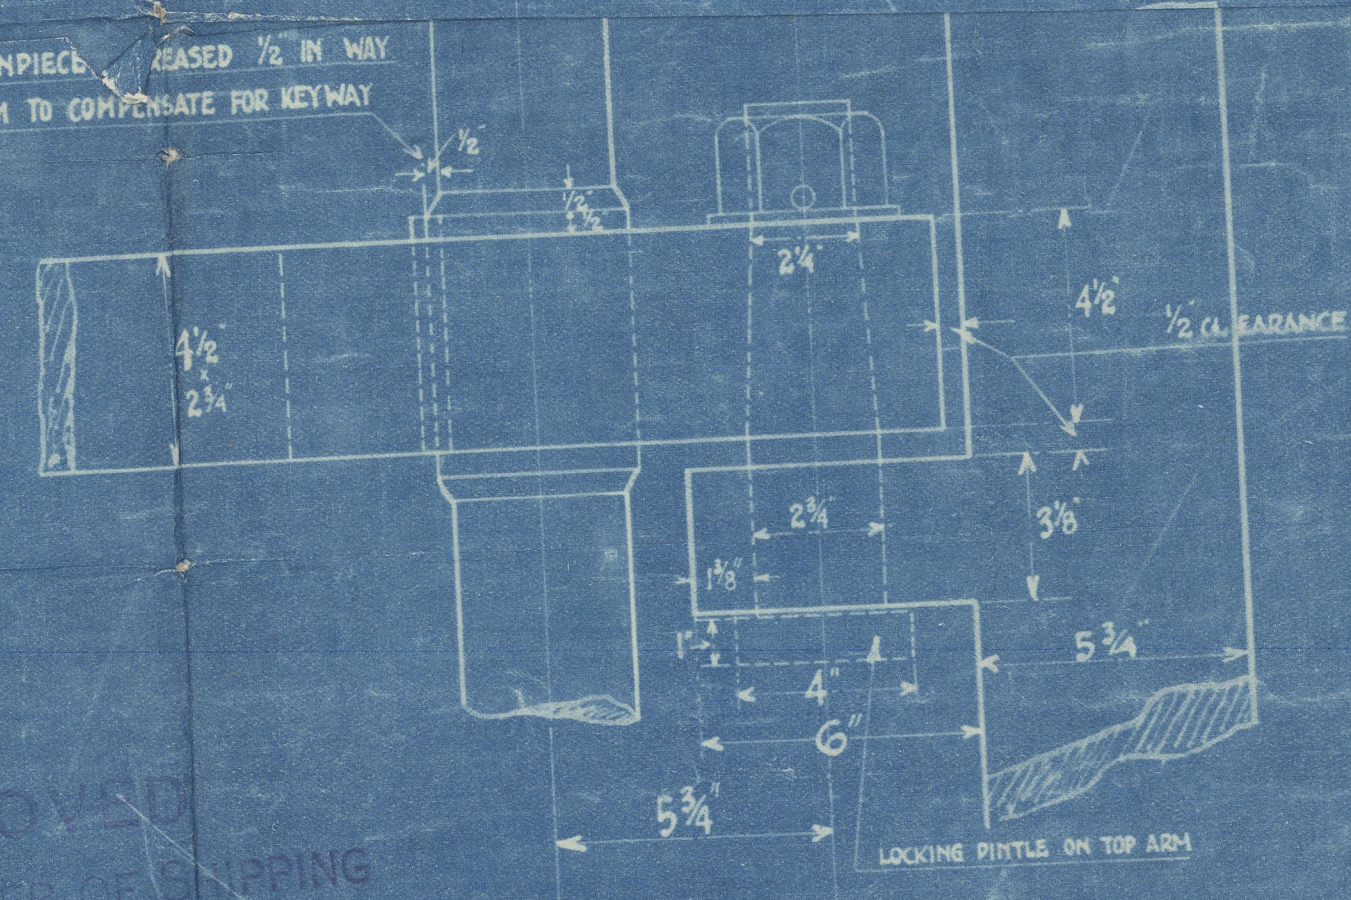 NPIECE REASED ½" IN WAY
M TO COMPENSATE FOR KEYWAY
½"
½"
½"
2¼"
4½"
½" CLEARANCE
4½"
x
2¾"
2¾"
3⅛"
1⅜"
1"
5¾"
4"
6"
5¾"
LOCKING PINTLE ON TOP ARM
OVED
OF SHIPPING